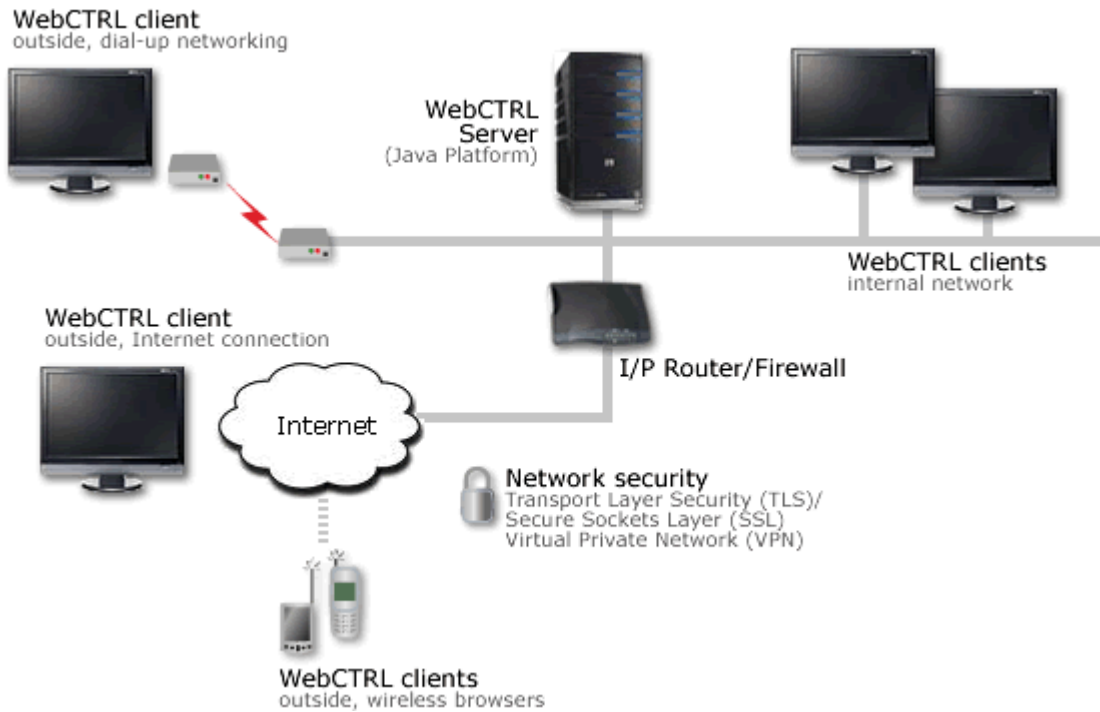 WebCTRL client
outside, dial-up networking
WebCTRL
Server
(Java Platform)
WebCTRL clients
internal network
WebCTRL client
outside, Internet connection
I/P Router/Firewall
Internet
Network security
Transport Layer Security (TLS)/
Secure Sockets Layer (SSL)
Virtual Private Network (VPN)
WebCTRL clients
outside, wireless browsers